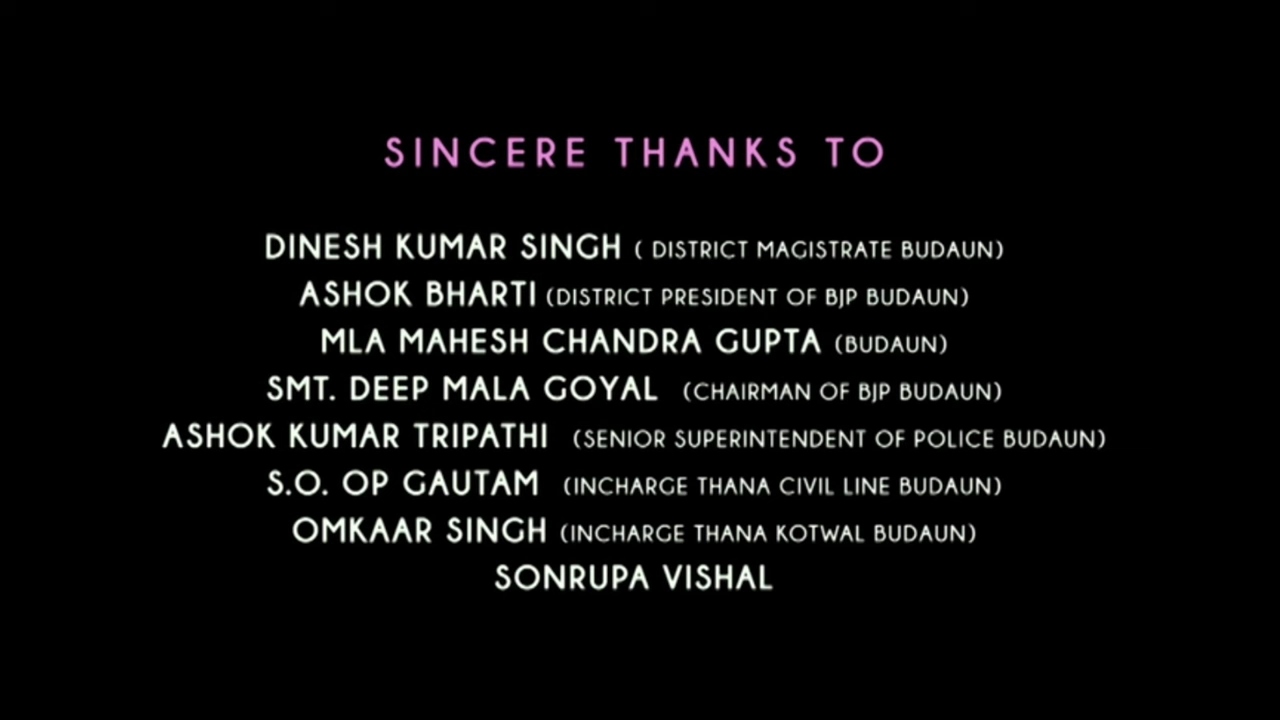 SINCERE THANKS TO
DINESH KUMAR SINGH ( DISTRICT MAGISTRATE BUDAUN)
ASHOK BHARTI (DISTRICT PRESIDENT OF BJP BUDAUN)
MLA MAHESH CHANDRA GUPTA (BUDAUN)
SMT. DEEP MALA GOYAL (CHAIRMAN OF BJP BUDAUN)
ASHOK KUMAR TRIPATHI (SENIOR SUPERINTENDENT OF POLICE BUDAUN)
S.O. OP GAUTAM (INCHARGE THANA CIVIL LINE BUDAUN)
OMKAAR SINGH (INCHARGE THANA KOTWAL BUDAUN)
SONRUPA VISHAL